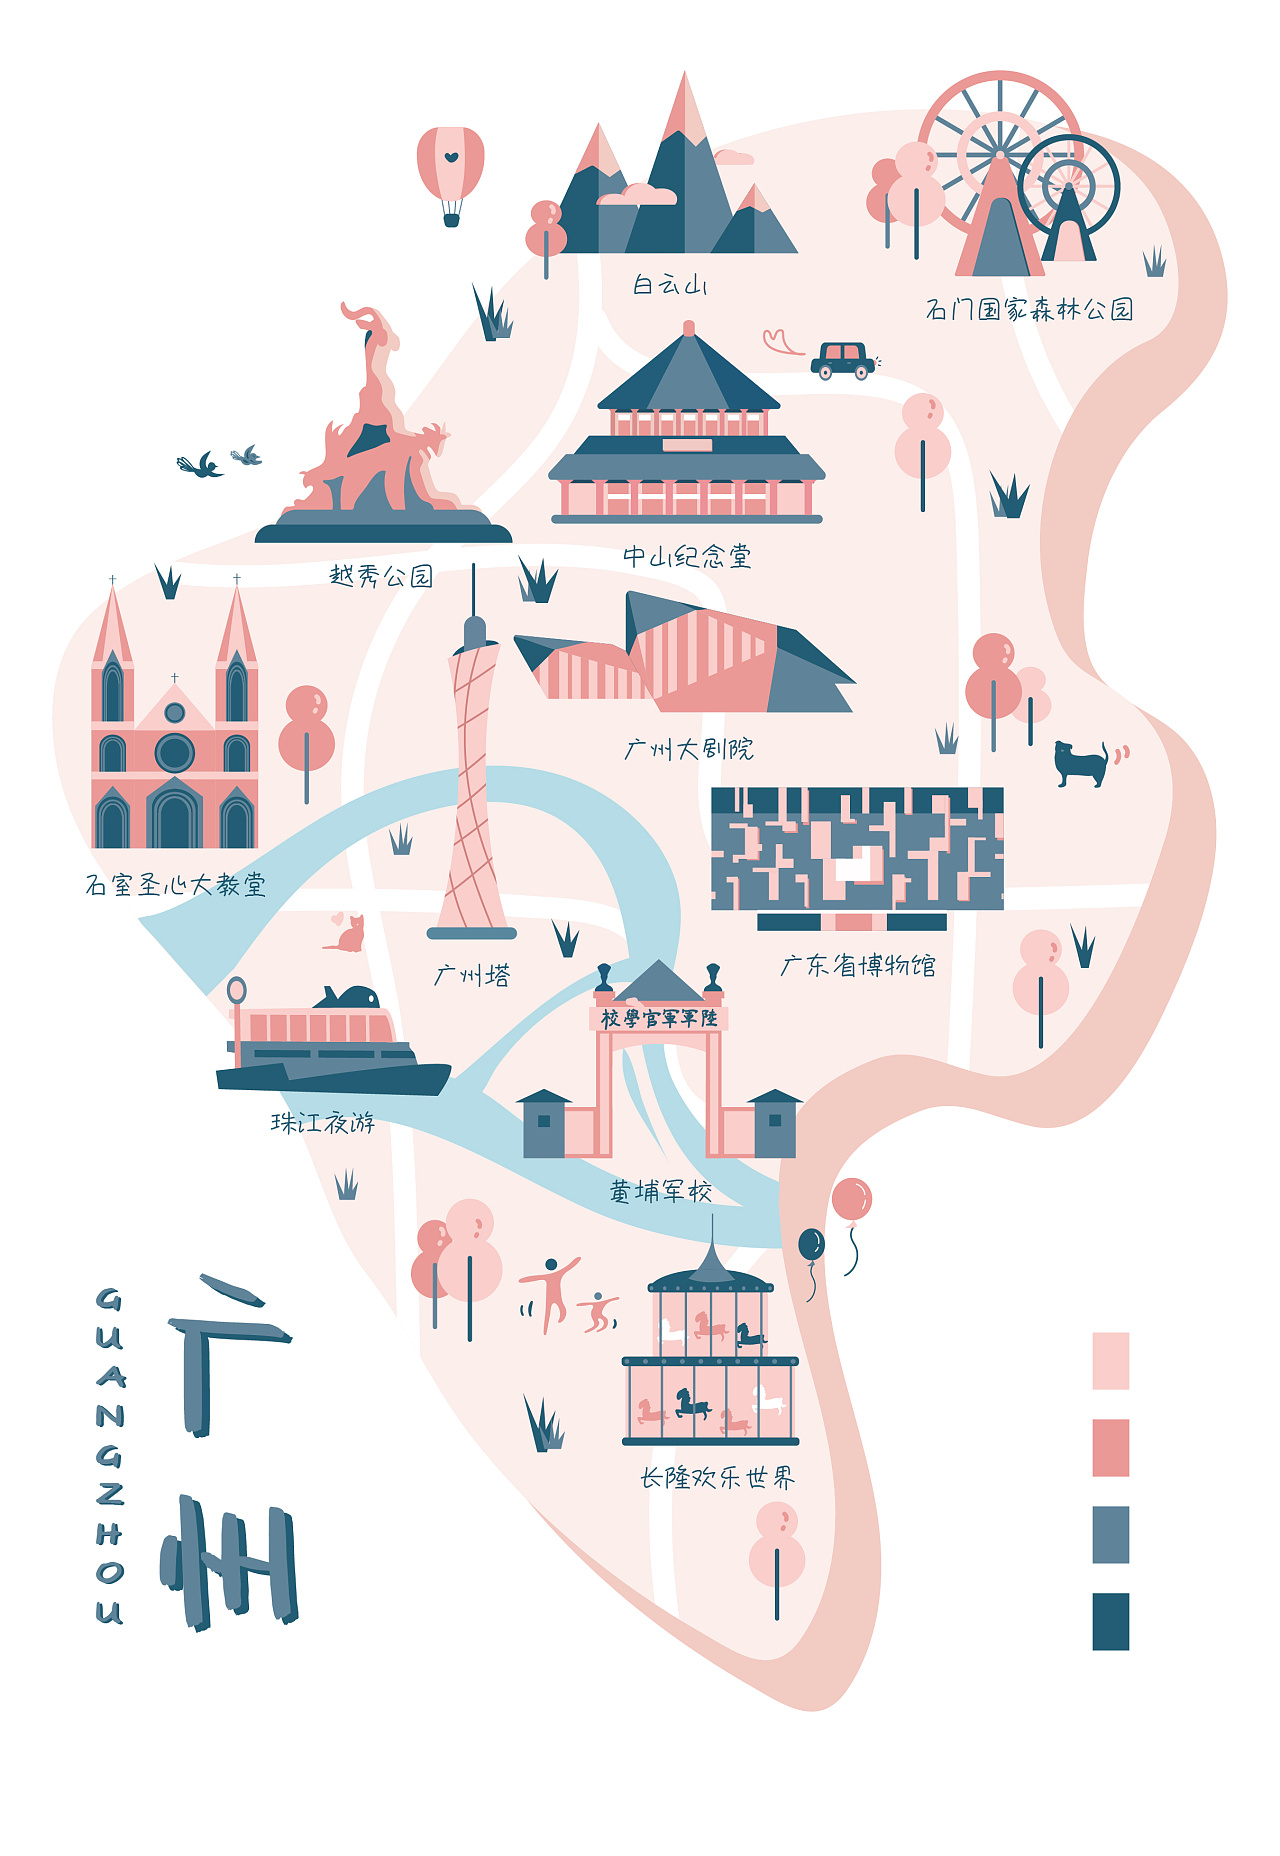 白云山
石门国家森林公园
中山纪念堂
越秀公园
广州大剧院
石室圣心大教堂
广州塔
广东省博物馆
校學官軍軍陸
珠江夜游
黄埔军校
长隆欢乐世界
GUANGZHOU
广州